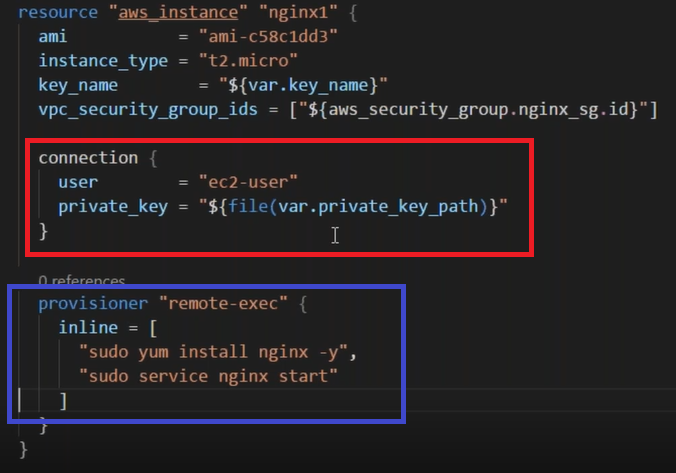 resource "aws_instance" "nginx1" {
ami = "ami-c58c1dd3"
instance_type = "t2.micro"
key_name = "${var.key_name}"
vpc_security_group_ids = ["${aws_security_group.nginx_sg.id}"]
connection {
user = "ec2-user"
private_key = "${file(var.private_key_path)}"
}
0 references
provisioner "remote-exec" {
inline = [
"sudo yum install nginx -y",
"sudo service nginx start"
]
}
}